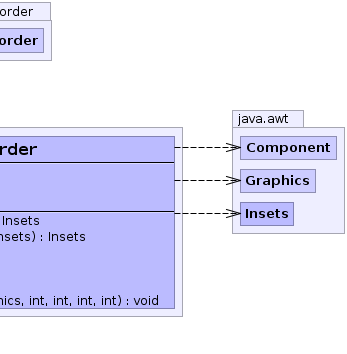 order
order
java.awt
rder
Component
Graphics
Insets
Insets
nsets) : Insets
ics, int, int, int, int) : void